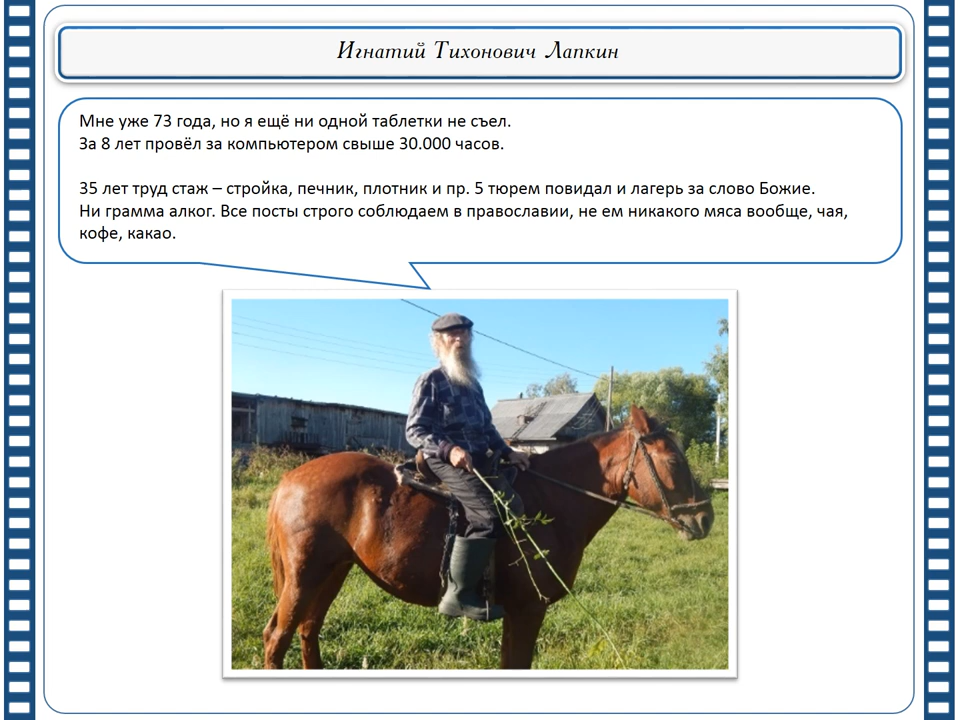 Игнатий Тихонович Лапкин
Мне уже 73 года, но я ещё ни одной таблетки не съел.
За 8 лет провёл за компьютером свыше 30.000 часов.
35 лет труд стаж – стройка, печник, плотник и пр. 5 тюрем повидал и лагерь за слово Божие.
Ни грамма алког. Все посты строго соблюдаем в православии, не ем никакого мяса вообще, чая,
кофе, какао.